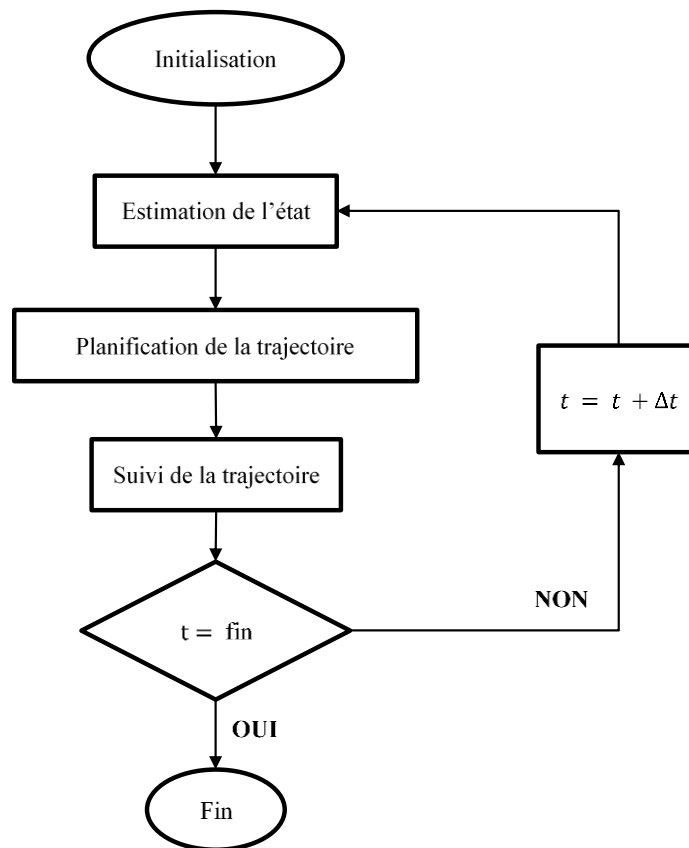 Initialisation
Estimation de l’état
Planification de la trajectoire
t = t + Δt
Suivi de la trajectoire
NON
t = fin
OUI
Fin